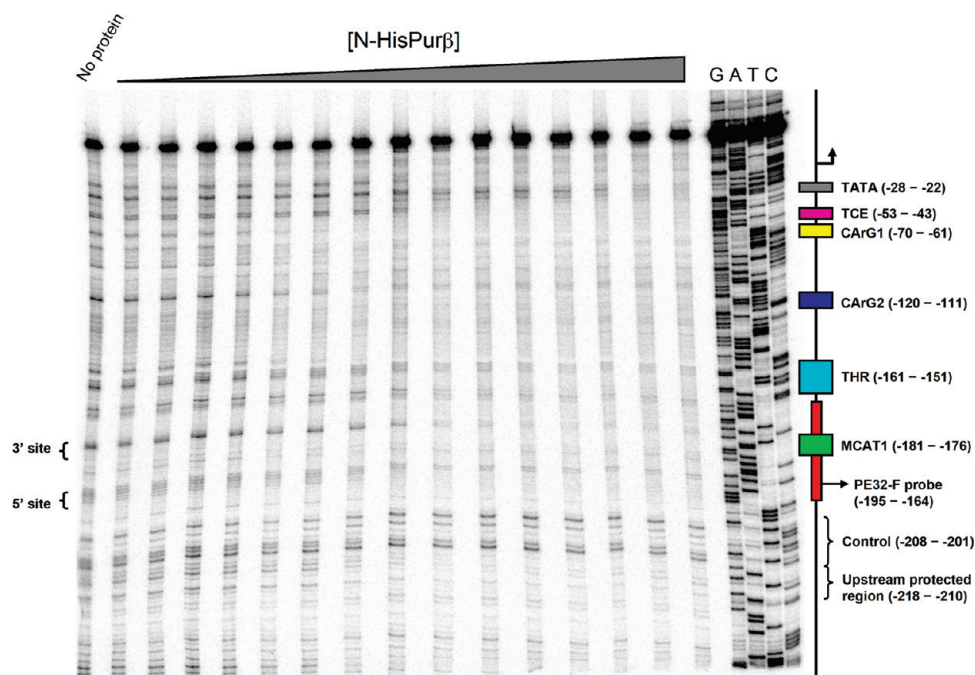 No protein
[N-HisPurβ]
G A T C
TATA (-28 – -22)
TCE (-53 – -43)
CArG1 (-70 – -61)
CArG2 (-120 – -111)
THR (-161 – -151)
3' site
MCAT1 (-181 – -176)
5' site
PE32-F probe
(-195 – -164)
Control (-208 – -201)
Upstream protected
region (-218 – -210)